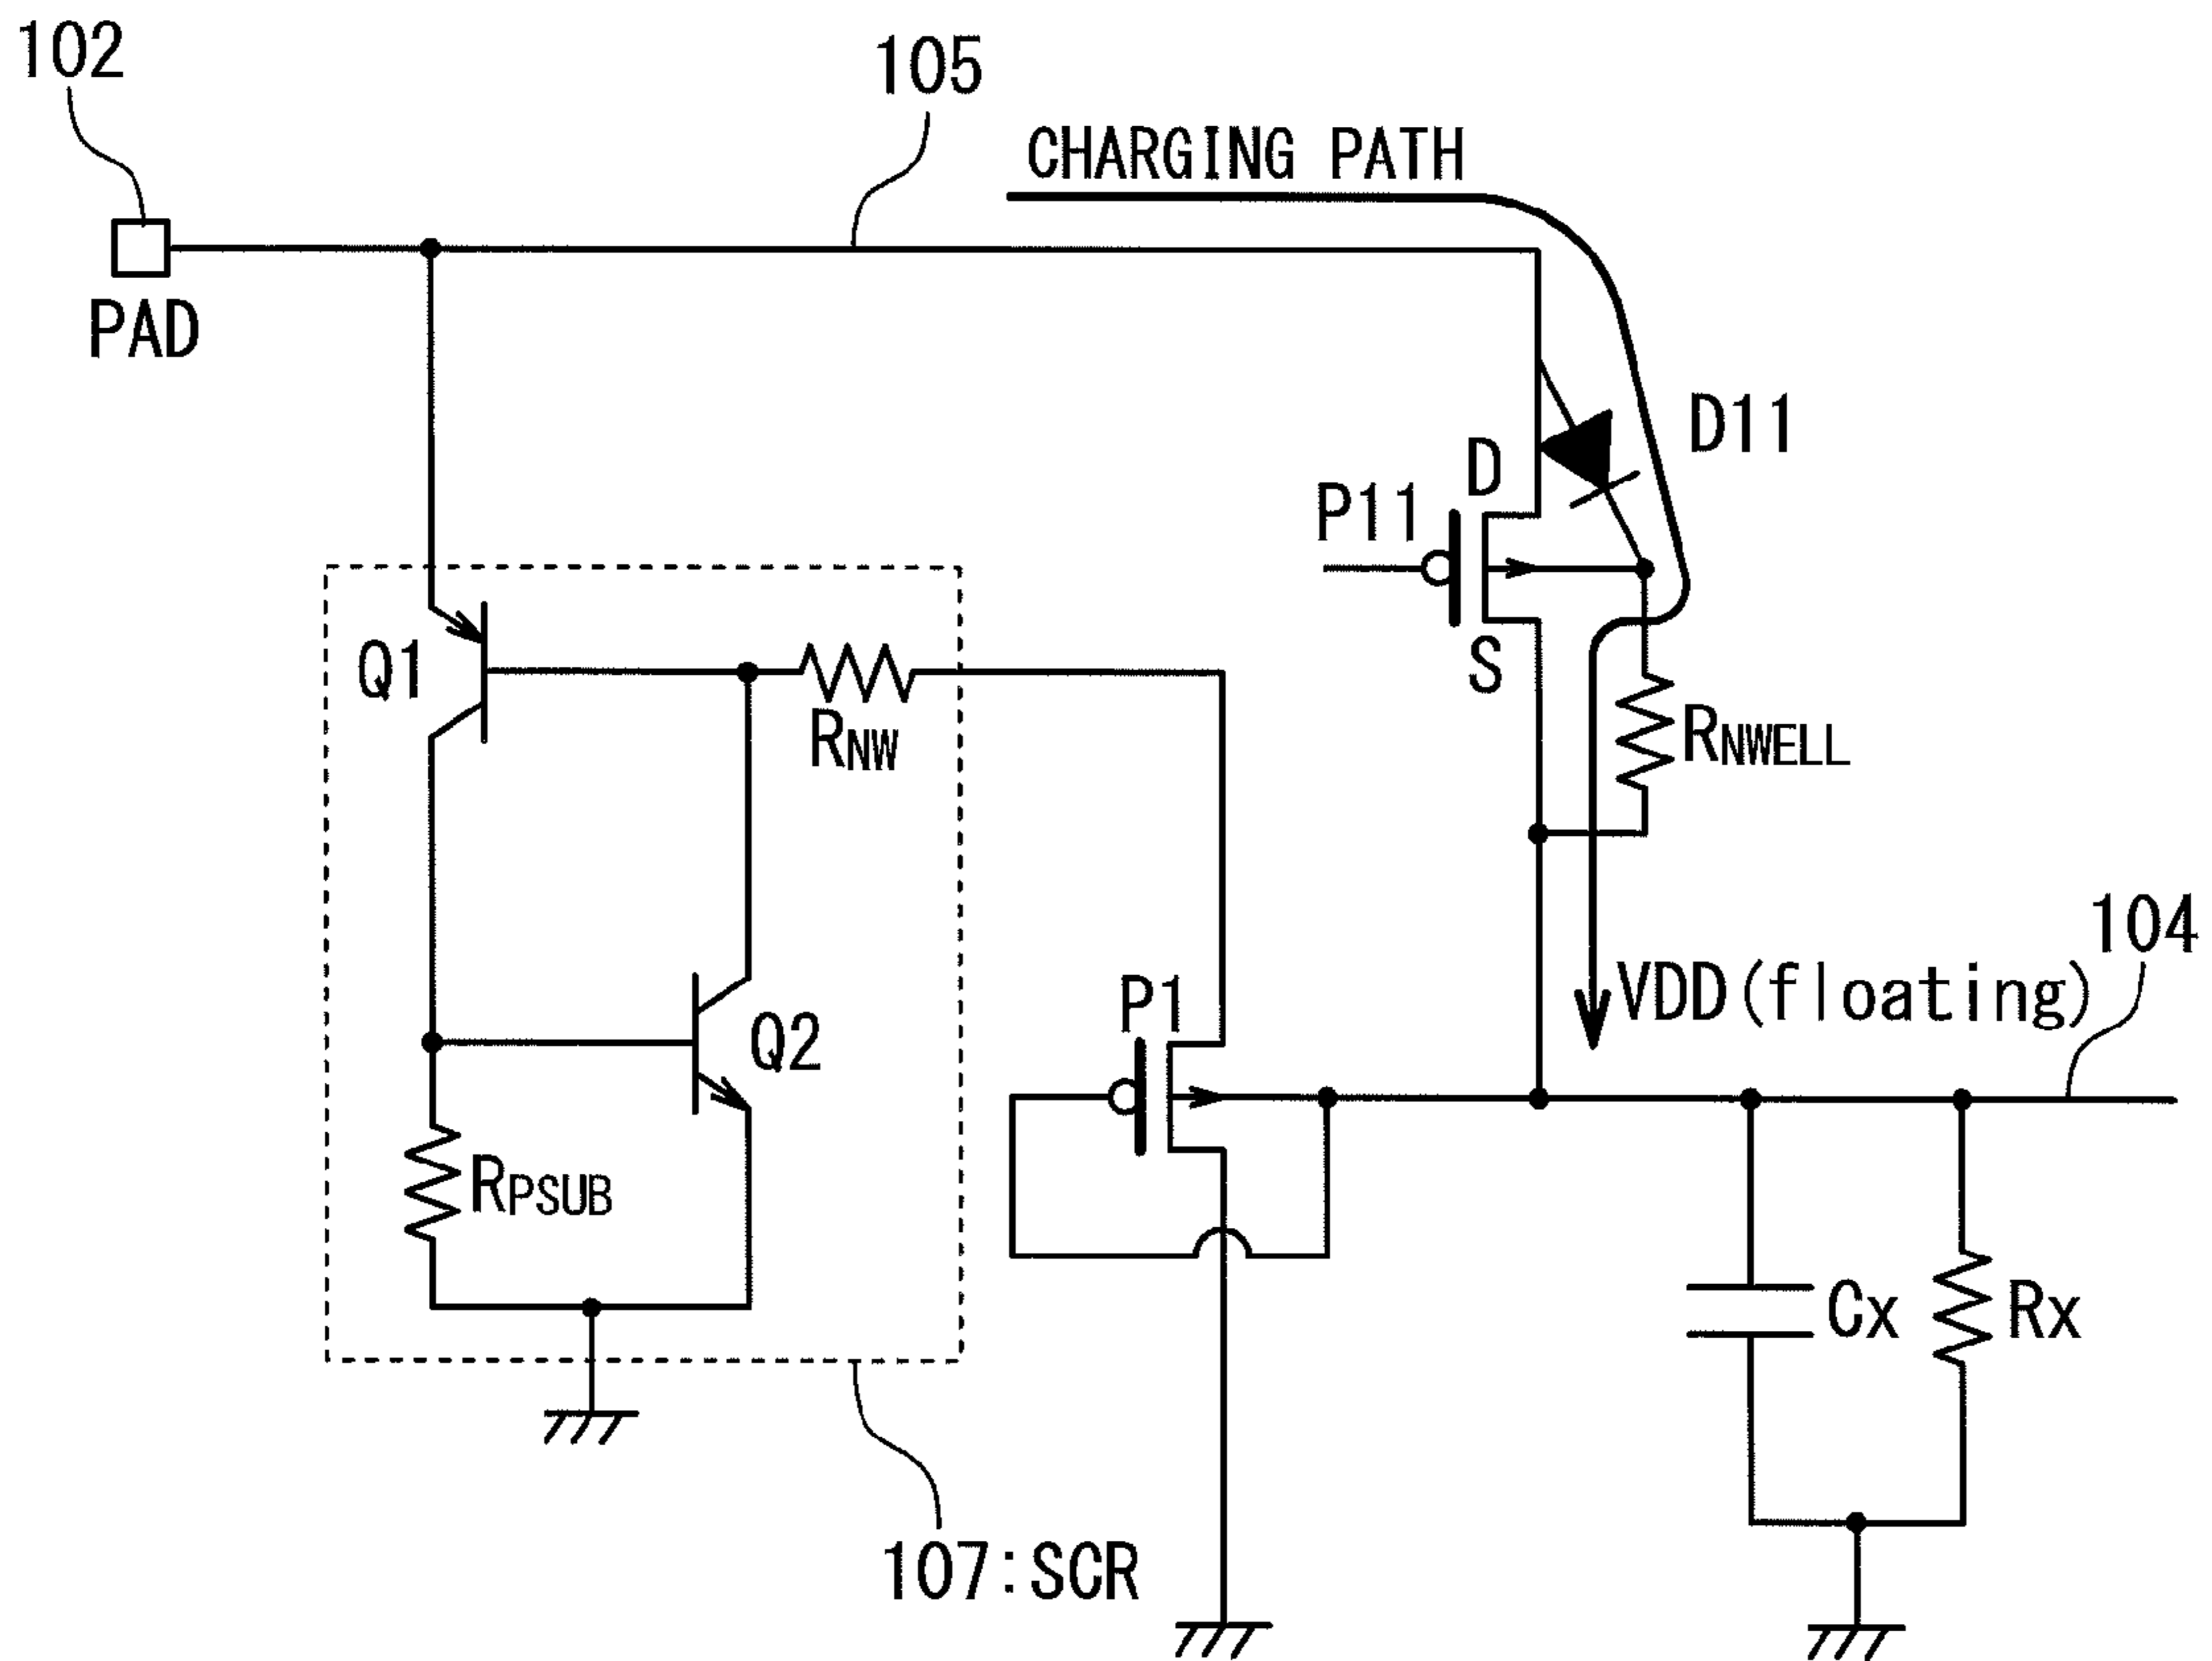 102
105
CHARGING PATH
PAD
D11
D
P11
S
Q1
RNW
RNWELL
104
VDD(floating)
P1
Q2
RPSUB
Cx
Rx
107:SCR